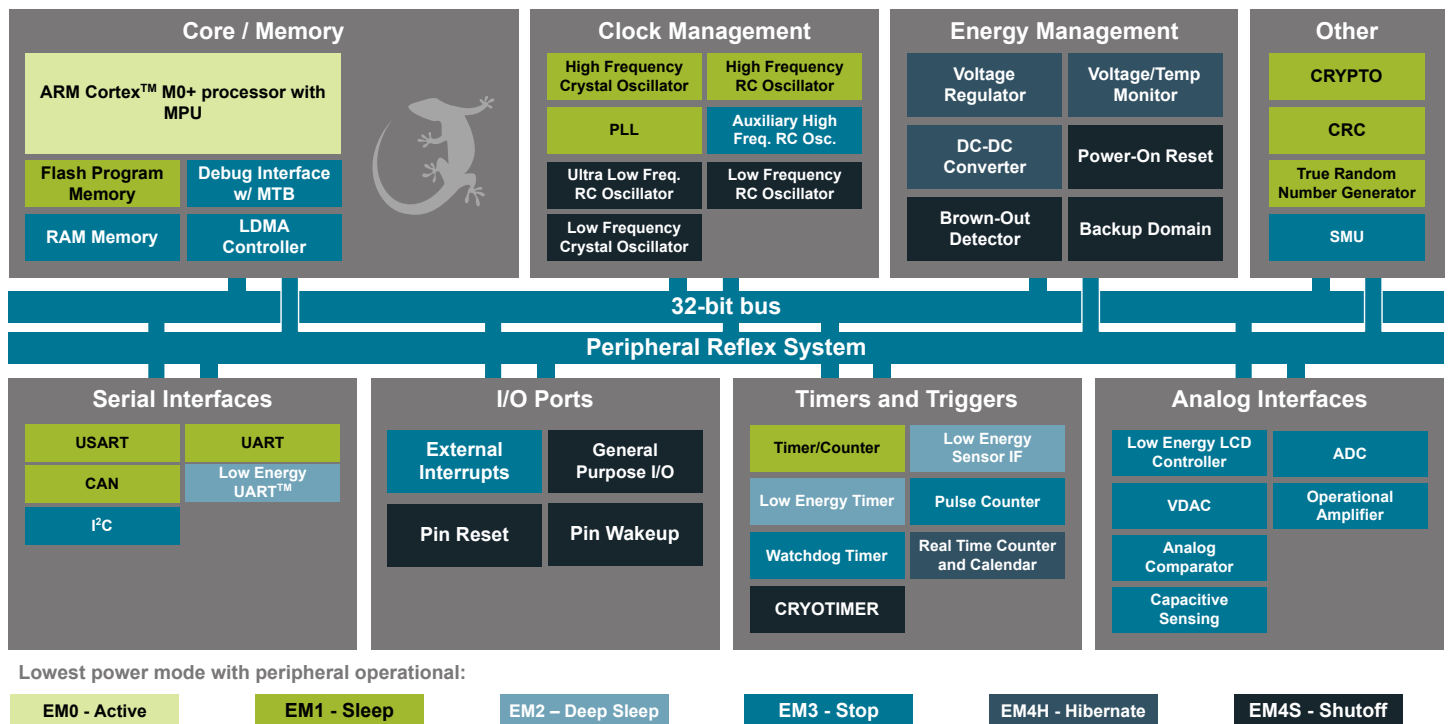 Core / Memory
ARM Cortex™ M0+ processor with
MPU
Flash Program
Memory
Debug Interface
w/ MTB
RAM Memory
LDMA
Controller
Clock Management
High Frequency
Crystal Oscillator
High Frequency
RC Oscillator
PLL
Auxiliary High
Freq. RC Osc.
Ultra Low Freq.
RC Oscillator
Low Frequency
RC Oscillator
Low Frequency
Crystal Oscillator
Energy Management
Voltage
Regulator
Voltage/Temp
Monitor
DC-DC
Converter
Power-On Reset
Brown-Out
Detector
Backup Domain
Other
CRYPTO
CRC
True Random
Number Generator
SMU
32-bit bus
Peripheral Reflex System
Serial Interfaces
USART
UART
CAN
Low Energy
UART™
I²C
I/O Ports
External
Interrupts
General
Purpose I/O
Pin Reset
Pin Wakeup
Timers and Triggers
Timer/Counter
Low Energy
Sensor IF
Low Energy Timer
Pulse Counter
Watchdog Timer
Real Time Counter
and Calendar
CRYOTIMER
Analog Interfaces
Low Energy LCD
Controller
ADC
VDAC
Operational
Amplifier
Analog
Comparator
Capacitive
Sensing
Lowest power mode with peripheral operational:
EM0 - Active
EM1 - Sleep
EM2 – Deep Sleep
EM3 - Stop
EM4H - Hibernate
EM4S - Shutoff